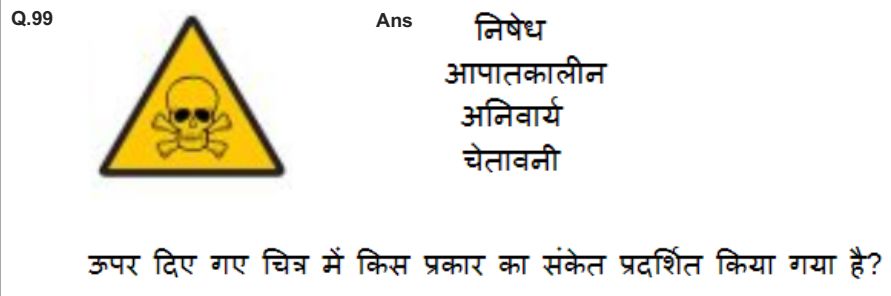 Q.99
Ans निषेध
आपातकालीन
अनिवार्य
चेतावनी
ऊपर दिए गए चित्र में किस प्रकार का संकेत प्रदर्शित किया गया है?